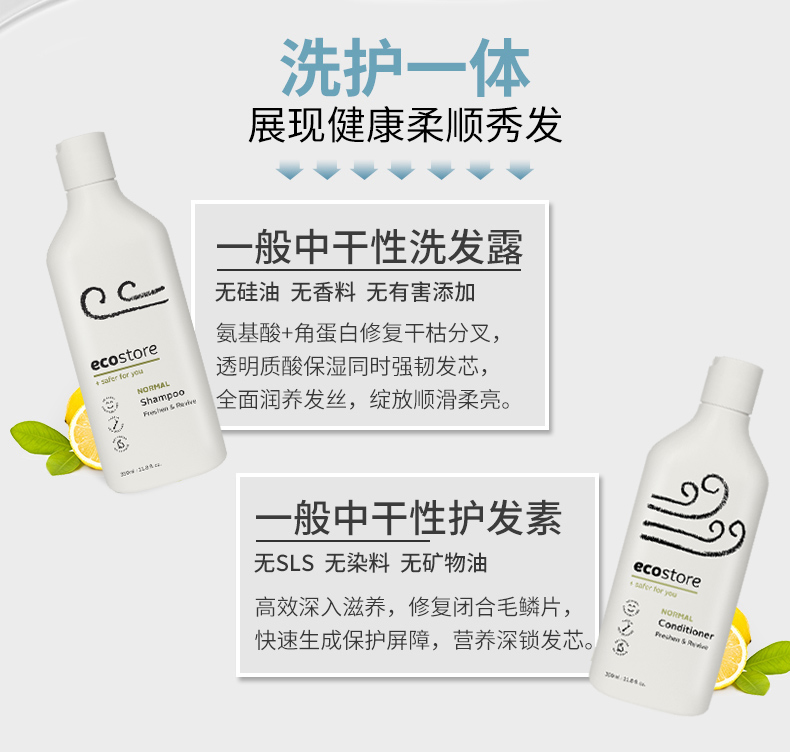 洗护一体
展现健康柔顺秀发
一般中干性洗发露
无硅油 无香料 无有害添加
氨基酸+角蛋白修复干枯分叉，
透明质酸保湿同时强韧发芯，
全面润养发丝，绽放顺滑柔亮。
ecostore
+ safer for you
NORMAL
Shampoo
Freshen & Revive
一般中干性护发素
无SLS 无染料 无矿物油
高效深入滋养，修复闭合毛鳞片，
快速生成保护屏障，营养深锁发芯。
ecostore
+ safer for you
NORMAL
Conditioner
Freshen & Revive